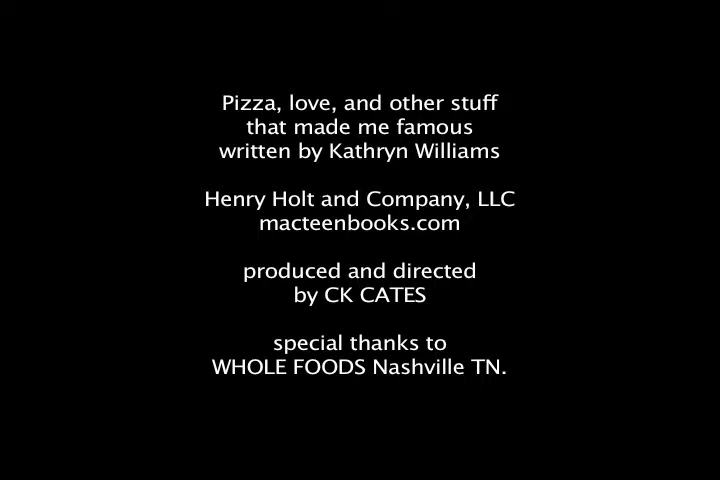 Pizza, love, and other stuff
that made me famous
written by Kathryn Williams
Henry Holt and Company, LLC
macteenbooks.com
produced and directed
by CK CATES
special thanks to
WHOLE FOODS Nashville TN.